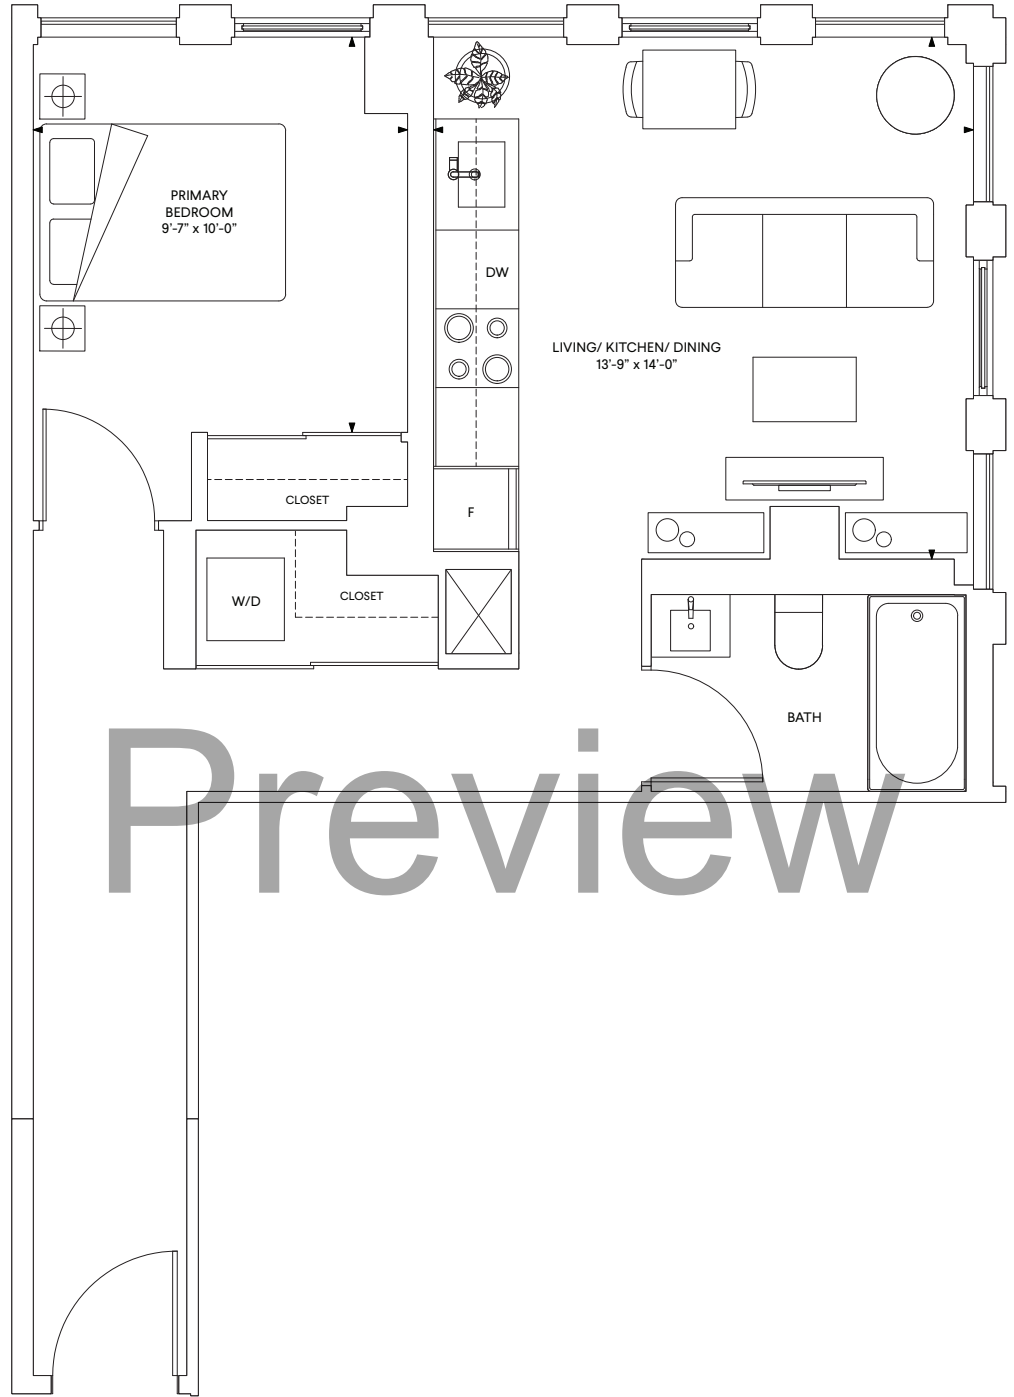 PRIMARY
BEDROOM
9'-7" x 10'-0"
DW
LIVING/ KITCHEN/ DINING
13'-9" x 14'-0"
CLOSET
F
W/D
CLOSET
BATH
Preview